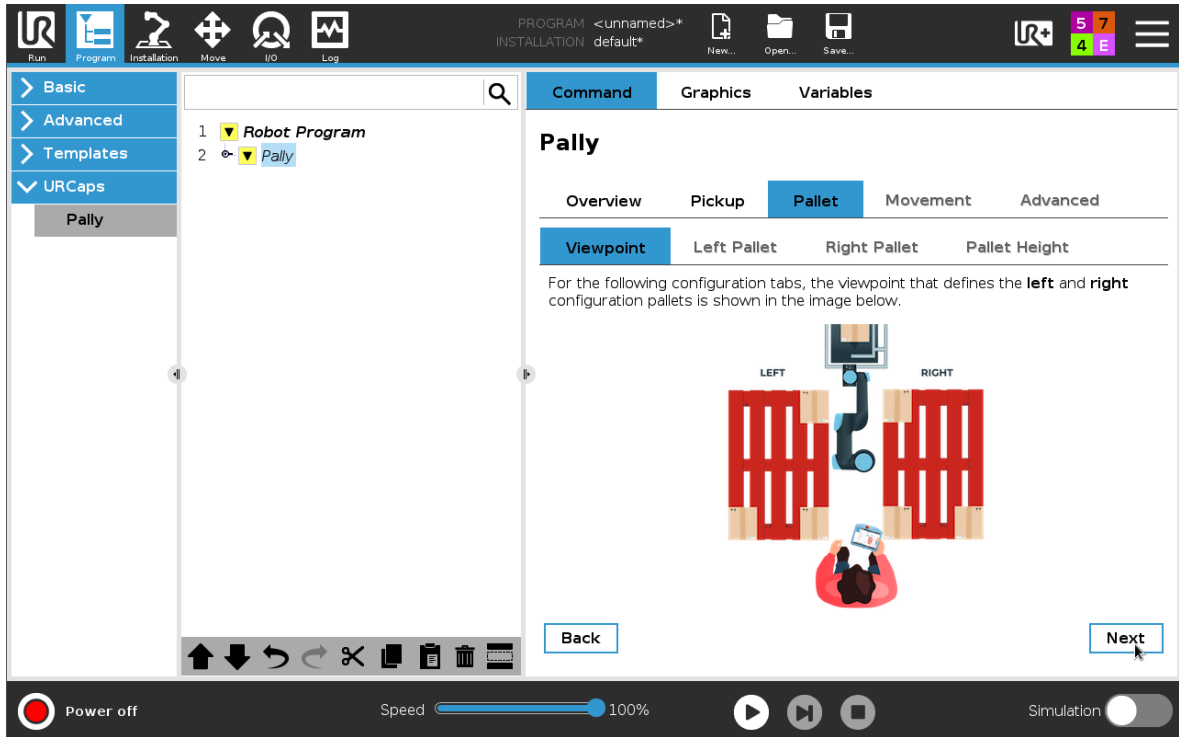 PROGRAM <unnamed>*
INSTALLATION default*
New...
Open...
Save...
UR+
5 7
4 E
Run
Program
Installation
Move
I/O
Log
Basic
Advanced
Templates
URCaps
Pally
1 Robot Program
2 Pally
Command Graphics Variables
Pally
Overview Pickup Pallet Movement Advanced
Viewpoint Left Pallet Right Pallet Pallet Height
For the following configuration tabs, the viewpoint that defines the left and right
configuration pallets is shown in the image below.
LEFT RIGHT
Back Next
Power off
Speed 100%
Simulation